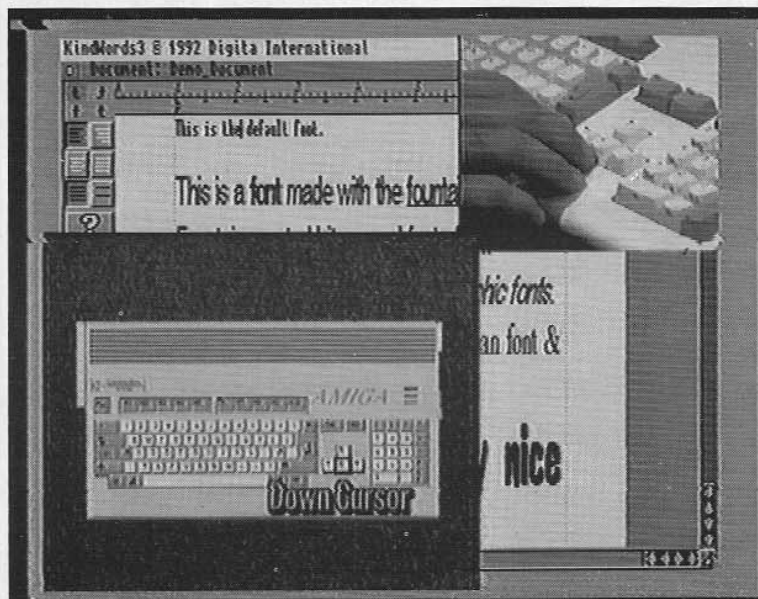 KindWords3 © 1992 Digita International
Document: Demo_Document
This is the default font.
This is a font made with the fountai
?
hic fonts.
an font &
AMIGA
y nice
Down Cursor